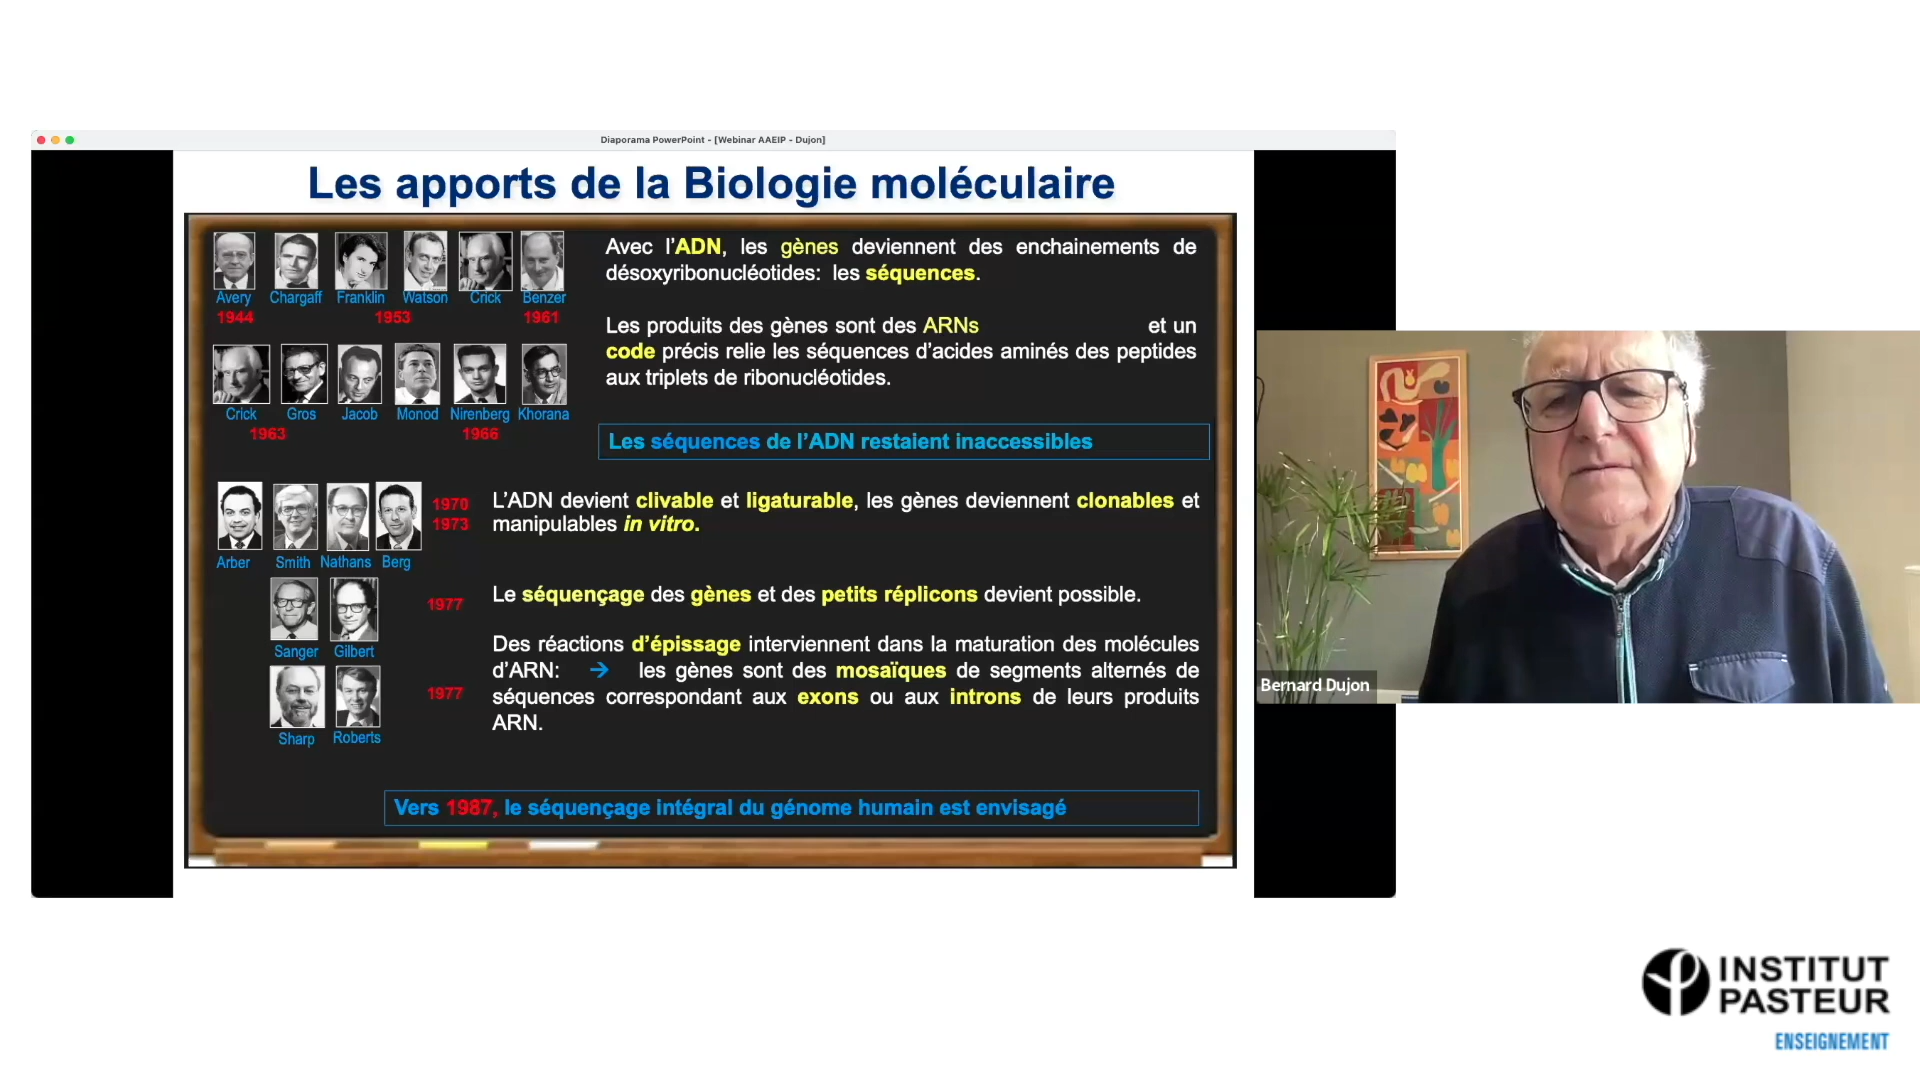 Diaporama PowerPoint - [Webinar AAEIP - Dujon]
Les apports de la Biologie moléculaire
Avery Chargaff Franklin Watson Crick Benzer
1944 1953 1961
Avec l'ADN, les gènes deviennent des enchainements de
désoxyribonucléotides: les séquences.
Les produits des gènes sont des ARNs et un
code précis relie les séquences d'acides aminés des peptides
aux triplets de ribonucléotides.
Crick Gros Jacob Monod Nirenberg Khorana
1963 1966
Les séquences de l'ADN restaient inaccessibles
Arber Smith Nathans Berg
1970
1973
L'ADN devient clivable et ligaturable, les gènes deviennent clonables et
manipulables in vitro.
Sanger Gilbert
1977
Le séquençage des gènes et des petits réplicons devient possible.
Sharp Roberts
1977
Des réactions d'épissage interviennent dans la maturation des molécules
d'ARN: → les gènes sont des mosaïques de segments alternés de
séquences correspondant aux exons ou aux introns de leurs produits
ARN.
Vers 1987, le séquençage intégral du génome humain est envisagé
Bernard Dujon
INSTITUT
PASTEUR
ENSEIGNEMENT